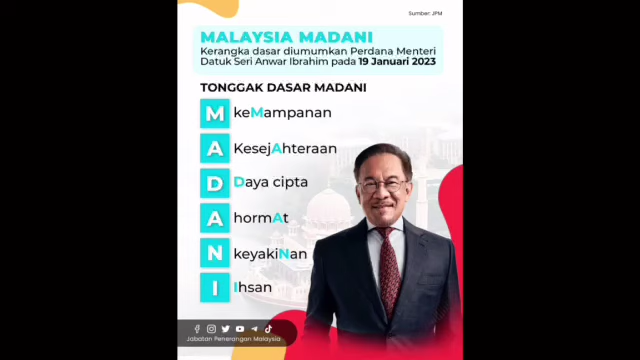 Sumber: JPM
MALAYSIA MADANI
Kerangka dasar diumumkan Perdana Menteri
Datuk Seri Anwar Ibrahim pada 19 Januari 2023
TONGGAK DASAR MADANI
M keMampanan
A KesejAhteraan
D Daya cipta
A hormAt
N keyakiNan
I Ihsan
Jabatan Penerangan Malaysia